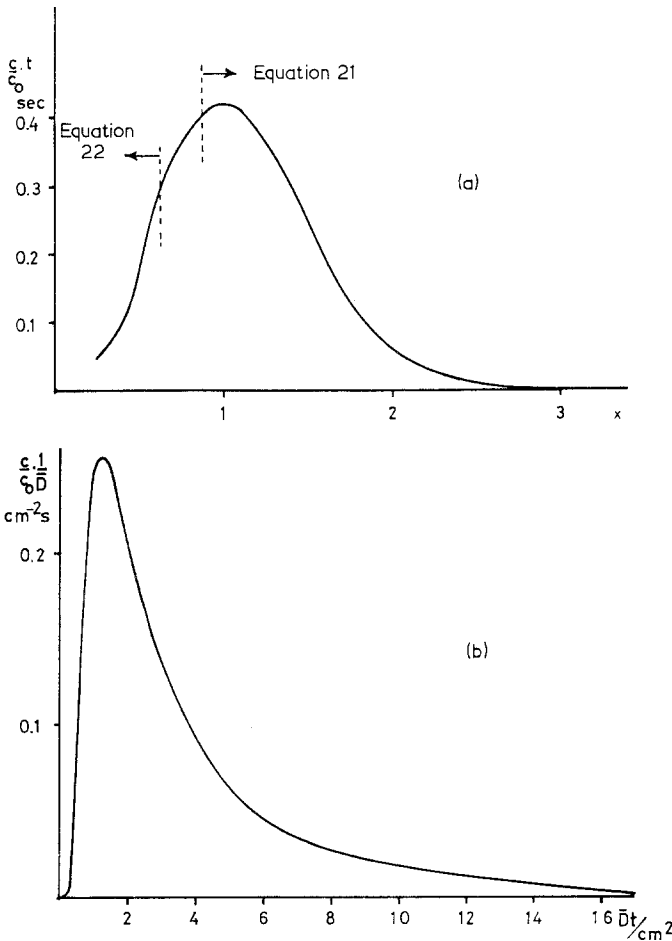 c/c₀ . t
sec
0.4
0.3
0.2
0.1
Equation 21
Equation
22
(a)
1
2
3
x
c/c₀ . 1/D̄
cm⁻²s
0.2
0.1
(b)
2
4
6
8
10
12
14
16
D̄t/cm²